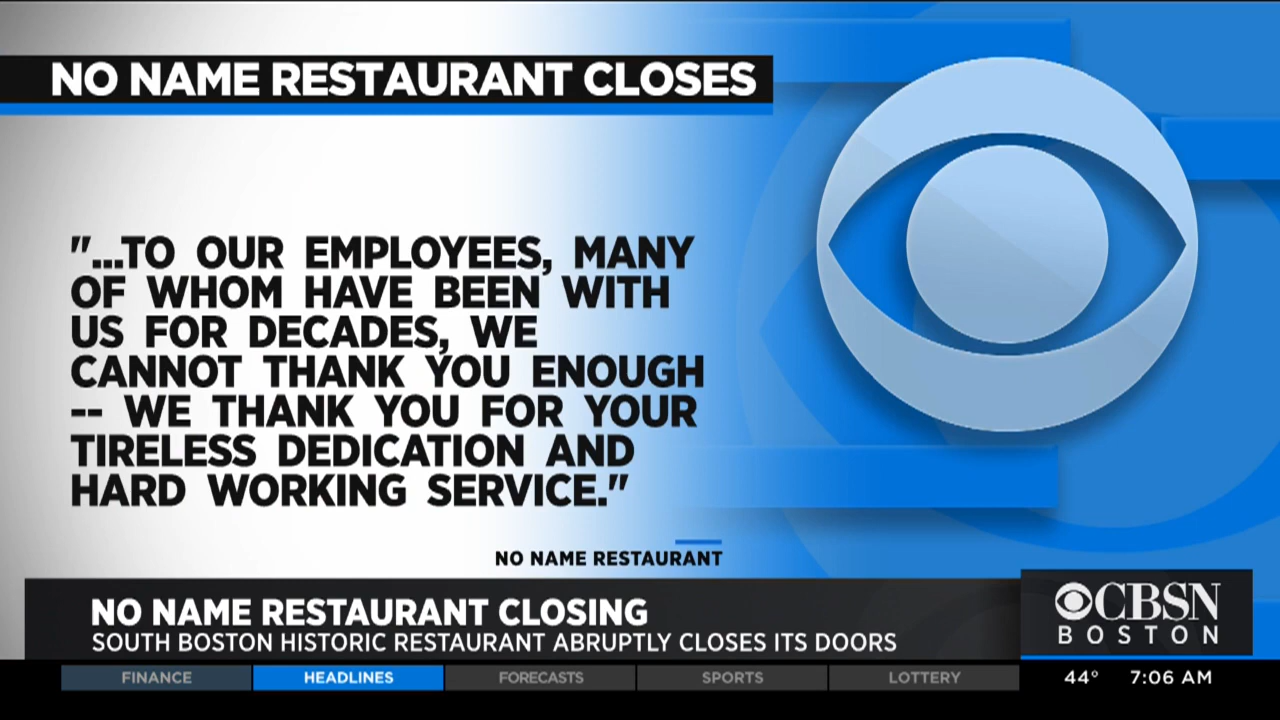 NO NAME RESTAURANT CLOSES
"...TO OUR EMPLOYEES, MANY
OF WHOM HAVE BEEN WITH
US FOR DECADES, WE
CANNOT THANK YOU ENOUGH
-- WE THANK YOU FOR YOUR
TIRELESS DEDICATION AND
HARD WORKING SERVICE."
NO NAME RESTAURANT
NO NAME RESTAURANT CLOSING
SOUTH BOSTON HISTORIC RESTAURANT ABRUPTLY CLOSES ITS DOORS
CBSN
BOSTON
FINANCE HEADLINES FORECASTS SPORTS LOTTERY 44° 7:06 AM